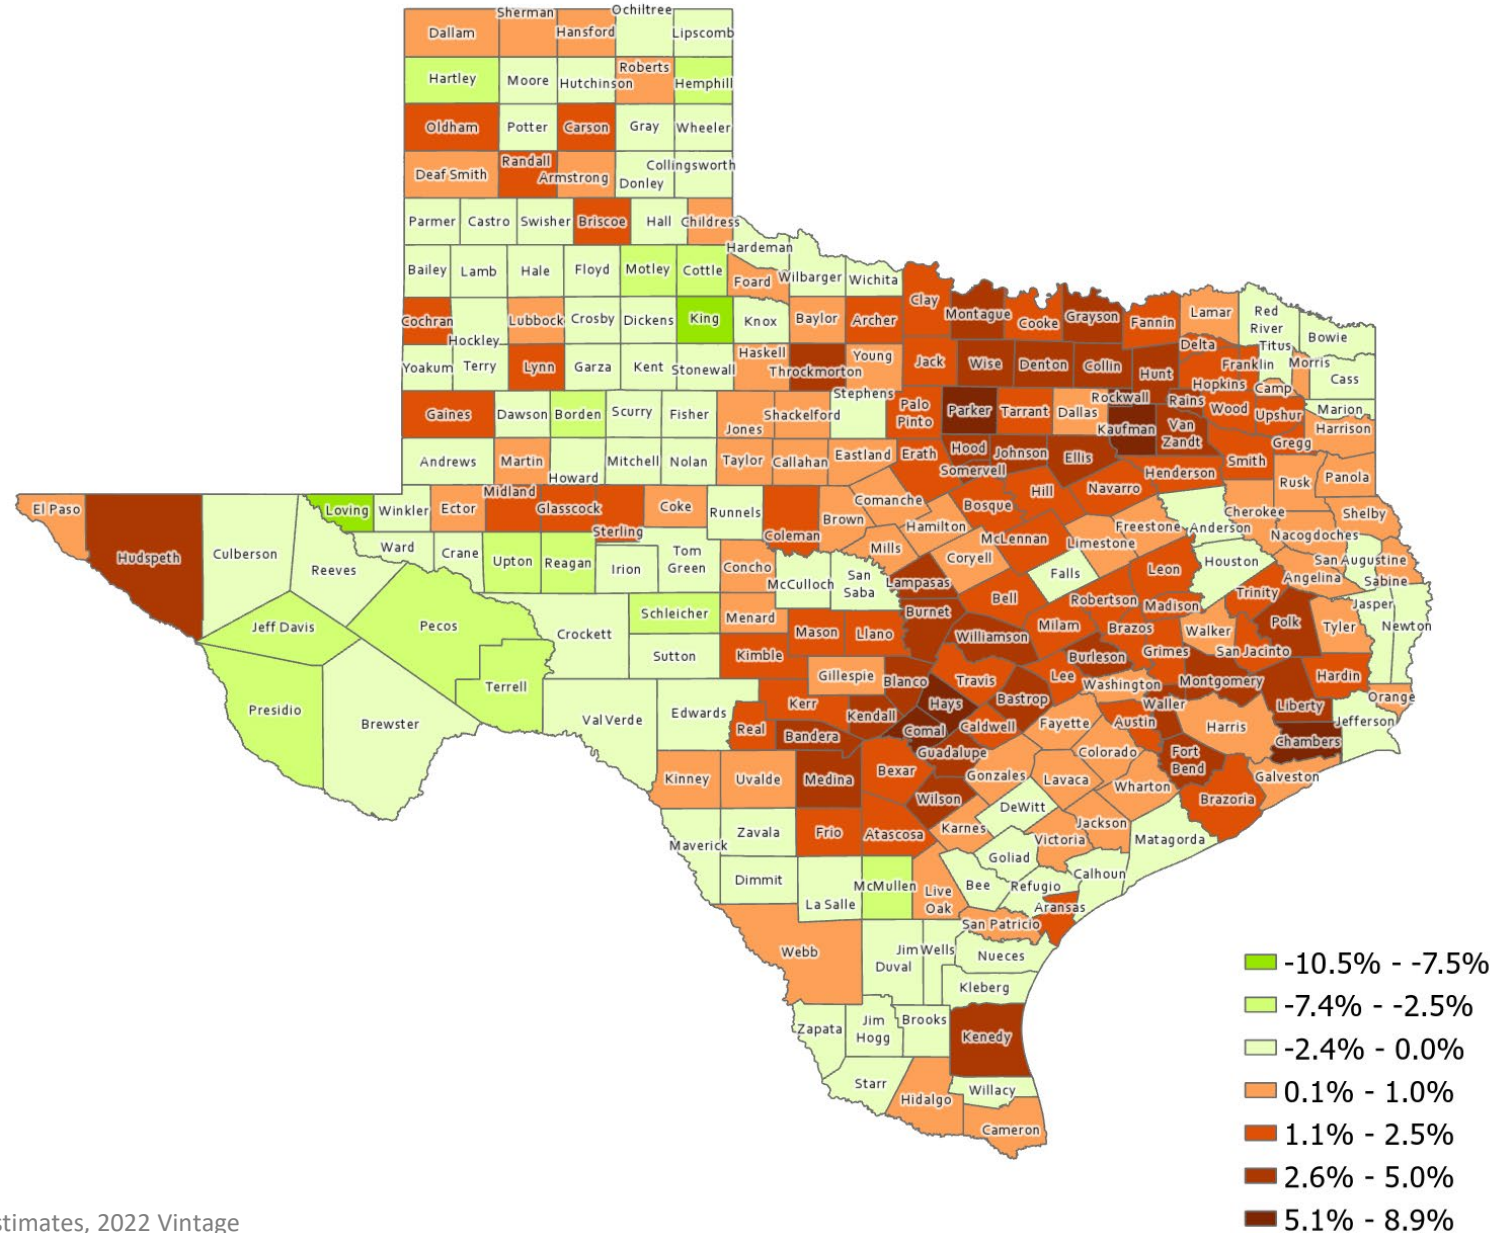 Sherman
Ochiltree
Dallam
Hansford
Lipscomb
Roberts
Hartley
Moore
Hutchinson
Hemphill
Oldham
Potter
Carson
Gray
Wheeler
Randall
Collingsworth
Deaf Smith
Armstrong
Donley
Parmer
Castro
Swisher
Briscoe
Hall
Childress
Hardeman
Bailey
Lamb
Hale
Floyd
Motley
Cottle
Foard
Wilbarger
Wichita
Clay
Cochran
Hockley
Lubbock
Crosby
Dickens
King
Knox
Baylor
Archer
Montague
Cooke
Grayson
Fannin
Lamar
Red
River
Bowie
Titus
Delta
Yoakum
Terry
Lynn
Garza
Kent
Stonewall
Haskell
Throckmorton
Young
Jack
Wise
Denton
Collin
Hunt
Franklin
Morris
Hopkins
Camp
Cass
Stephens
Gaines
Dawson
Borden
Scurry
Fisher
Jones
Shackelford
Palo
Pinto
Parker
Tarrant
Dallas
Rockwall
Rains
Kaufman
Van
Zandt
Wood
Upshur
Marion
Harrison
Gregg
Andrews
Martin
Howard
Mitchell
Nolan
Taylor
Callahan
Eastland
Erath
Hood
Somervell
Johnson
Ellis
Henderson
Smith
Rusk
Panola
El Paso
Hudspeth
Culberson
Loving
Winkler
Ector
Midland
Glasscock
Sterling
Coke
Runnels
Coleman
Brown
Comanche
Hamilton
Bosque
Hill
Navarro
Freestone
Anderson
Cherokee
Shelby
Nacogdoches
Reeves
Ward
Crane
Upton
Reagan
Irion
Tom
Green
Concho
McCulloch
San
Saba
Mills
Lampasas
Coryell
McLennan
Limestone
Falls
Leon
Houston
San Augustine
Angelina
Sabine
Jeff Davis
Pecos
Crockett
Schleicher
Menard
Mason
Llano
Burnet
Bell
Williamson
Milam
Robertson
Brazos
Madison
Trinity
Walker
Polk
Tyler
Jasper
Newton
Sutton
Kimble
Gillespie
Blanco
Travis
Lee
Burleson
Washington
Grimes
San Jacinto
Montgomery
Hardin
Orange
Presidio
Brewster
Terrell
Val Verde
Edwards
Real
Kerr
Bandera
Kendall
Comal
Hays
Guadalupe
Caldwell
Bastrop
Fayette
Austin
Waller
Harris
Liberty
Jefferson
Chambers
Kinney
Uvalde
Medina
Bexar
Wilson
Gonzales
Lavaca
Colorado
Wharton
Fort
Bend
Galveston
Brazoria
Maverick
Zavala
Frio
Atascosa
Karnes
DeWitt
Victoria
Jackson
Matagorda
Dimmit
La Salle
McMullen
Live
Oak
Bee
Goliad
Refugio
Calhoun
Aransas
San Patricio
Webb
Duval
Jim Wells
Nueces
Kleberg
Zapata
Jim
Hogg
Brooks
Kenedy
Starr
Hidalgo
Willacy
Cameron
-10.5% - -7.5%
-7.4% - -2.5%
-2.4% - 0.0%
0.1% - 1.0%
1.1% - 2.5%
2.6% - 5.0%
5.1% - 8.9%
stimates, 2022 Vintage